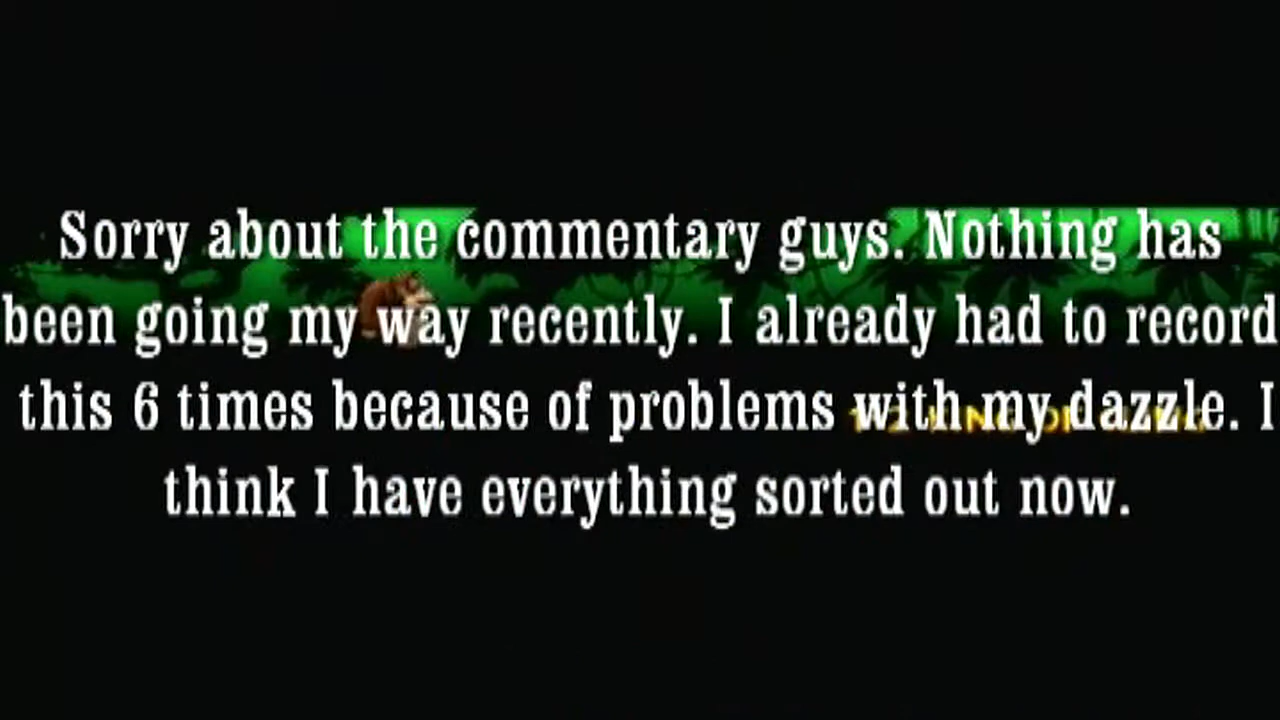 Sorry about the commentary guys. Nothing has
been going my way recently. I already had to record
this 6 times because of problems with my dazzle. I
think I have everything sorted out now.